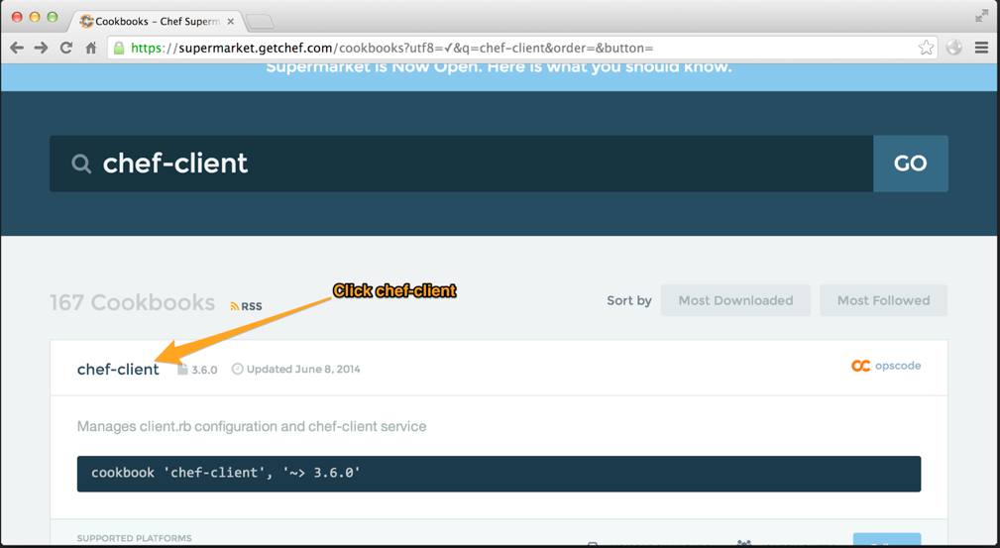 Cookbooks – Chef Superm
https://supermarket.getchef.com/cookbooks?utf8=✓&q=chef-client&order=&button=
Supermarket is Now Open. Here is what you should know.
chef-client
GO
Click chef-client
167 Cookbooks
RSS
Sort by
Most Downloaded
Most Followed
chef-client 3.6.0 Updated June 8, 2014
opscode
Manages client.rb configuration and chef-client service
cookbook 'chef-client', '~> 3.6.0'
SUPPORTED PLATFORMS